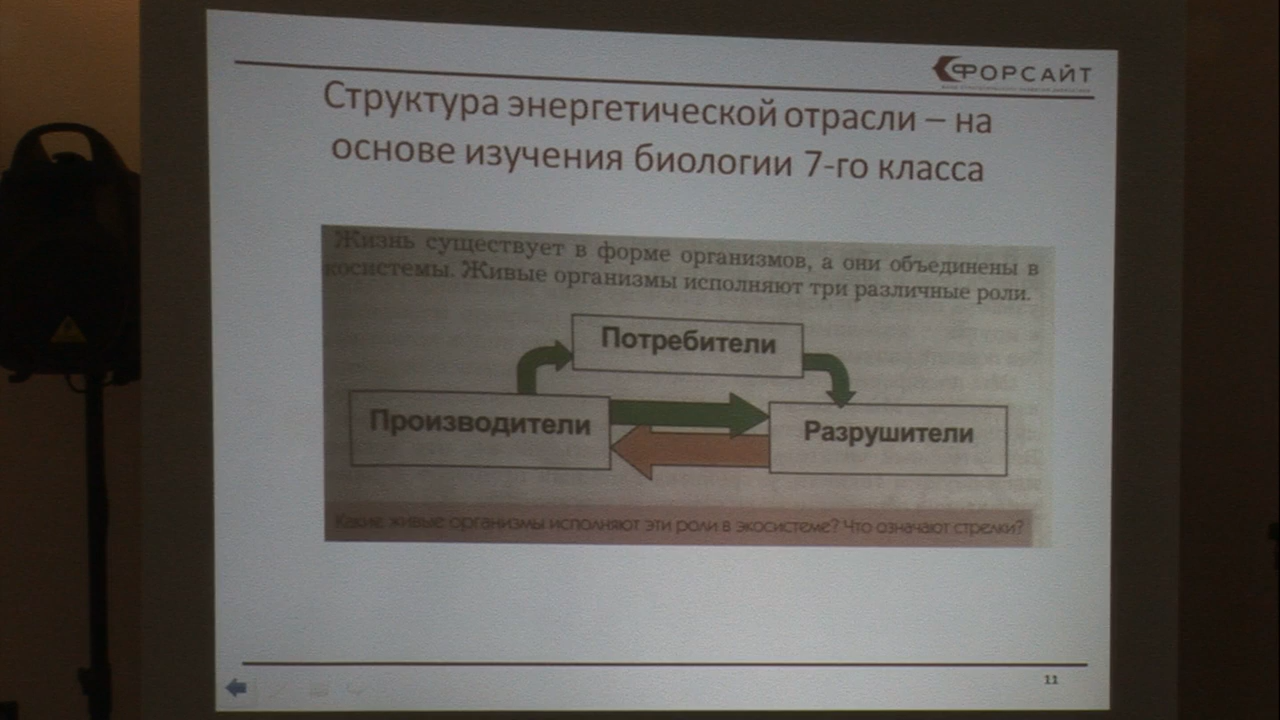 ФОРСАЙТ
Структура энергетической отрасли – на
основе изучения биологии 7-го класса
Жизнь существует в форме организмов, а они объединены в
косистемы. Живые организмы исполняют три различные роли.
Потребители
Производители
Разрушители
Какие живые организмы исполняют эти роли в экосистеме? Что означают стрелки?
11